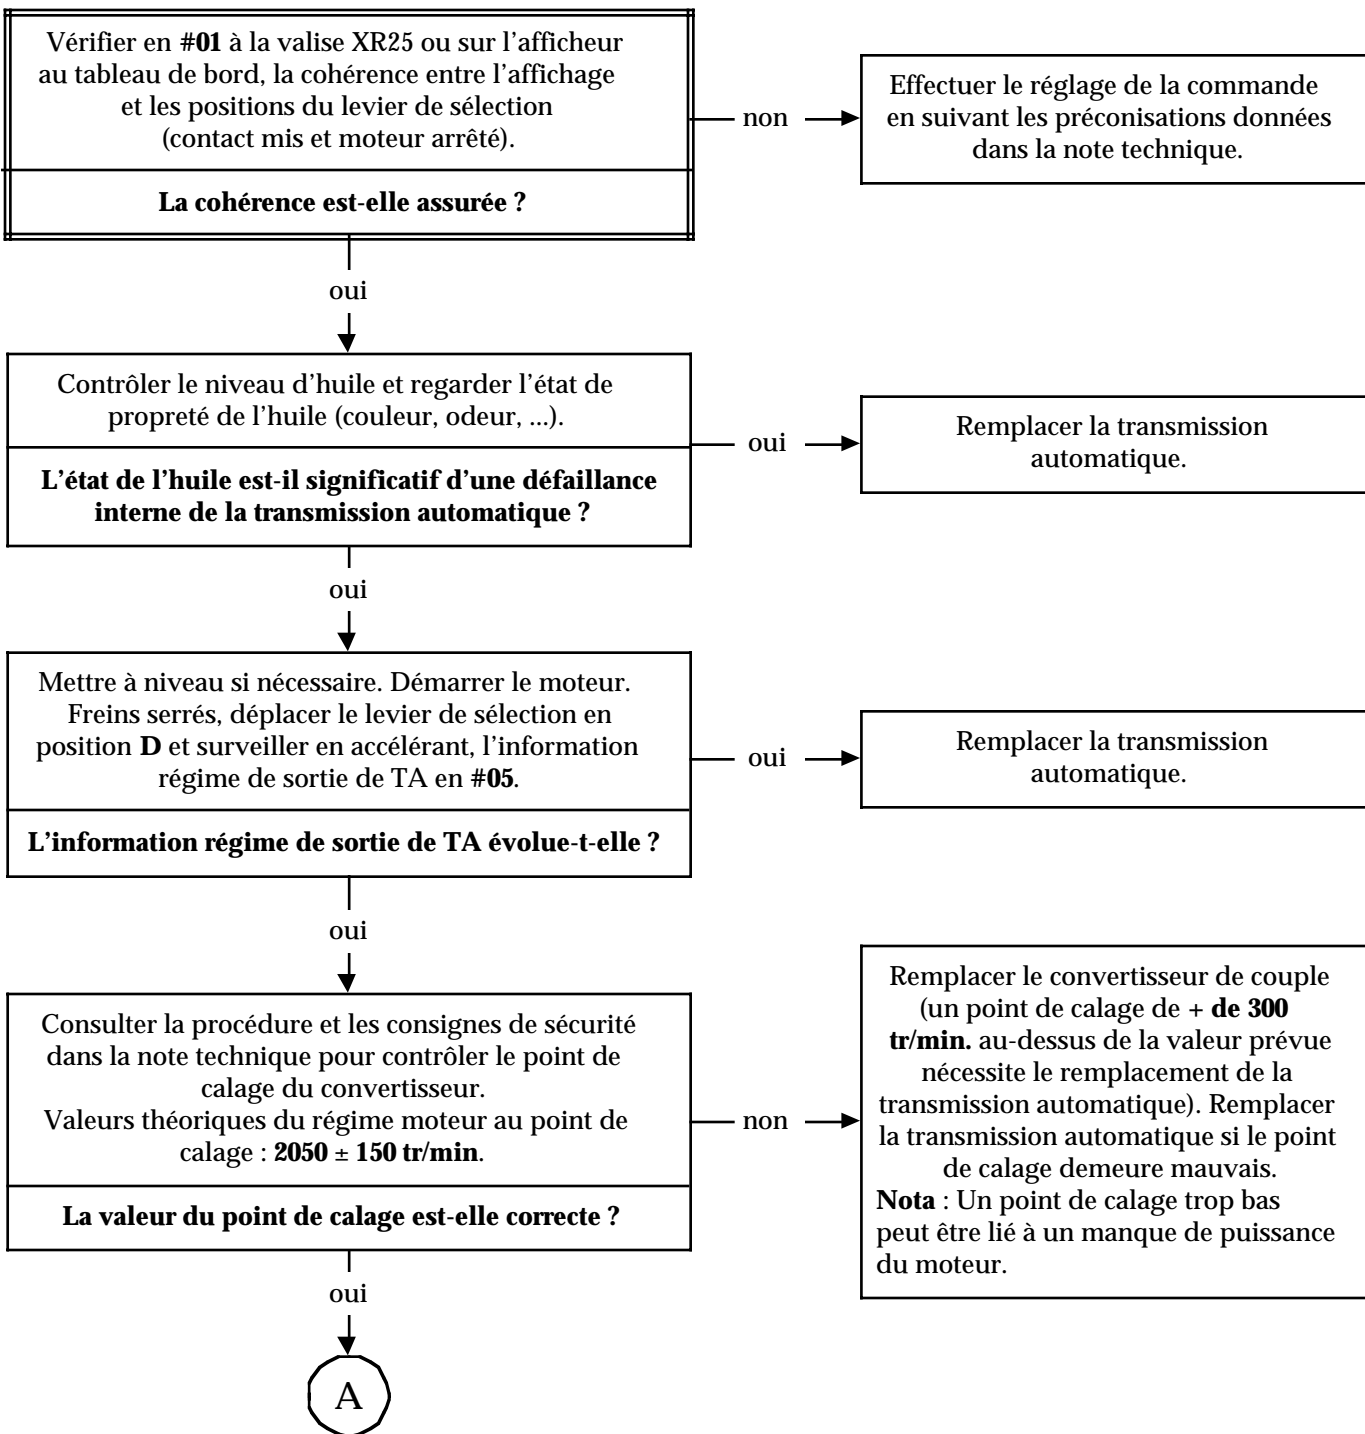 Vérifier en #01 à la valise XR25 ou sur l'afficheur
au tableau de bord, la cohérence entre l'affichage
et les positions du levier de sélection
(contact mis et moteur arrêté).
La cohérence est-elle assurée ?
non
Effectuer le réglage de la commande
en suivant les préconisations données
dans la note technique.
oui
Contrôler le niveau d'huile et regarder l'état de
propreté de l'huile (couleur, odeur, ...).
L'état de l'huile est-il significatif d'une défaillance
interne de la transmission automatique ?
oui
Remplacer la transmission
automatique.
oui
Mettre à niveau si nécessaire. Démarrer le moteur.
Freins serrés, déplacer le levier de sélection en
position D et surveiller en accélérant, l'information
régime de sortie de TA en #05.
L'information régime de sortie de TA évolue-t-elle ?
oui
Remplacer la transmission
automatique.
oui
Consulter la procédure et les consignes de sécurité
dans la note technique pour contrôler le point de
calage du convertisseur.
Valeurs théoriques du régime moteur au point de
calage : 2050 ± 150 tr/min.
La valeur du point de calage est-elle correcte ?
non
Remplacer le convertisseur de couple
(un point de calage de + de 300
tr/min. au-dessus de la valeur prévue
nécessite le remplacement de la
transmission automatique). Remplacer
la transmission automatique si le point
de calage demeure mauvais.
Nota : Un point de calage trop bas
peut être lié à un manque de puissance
du moteur.
oui
A